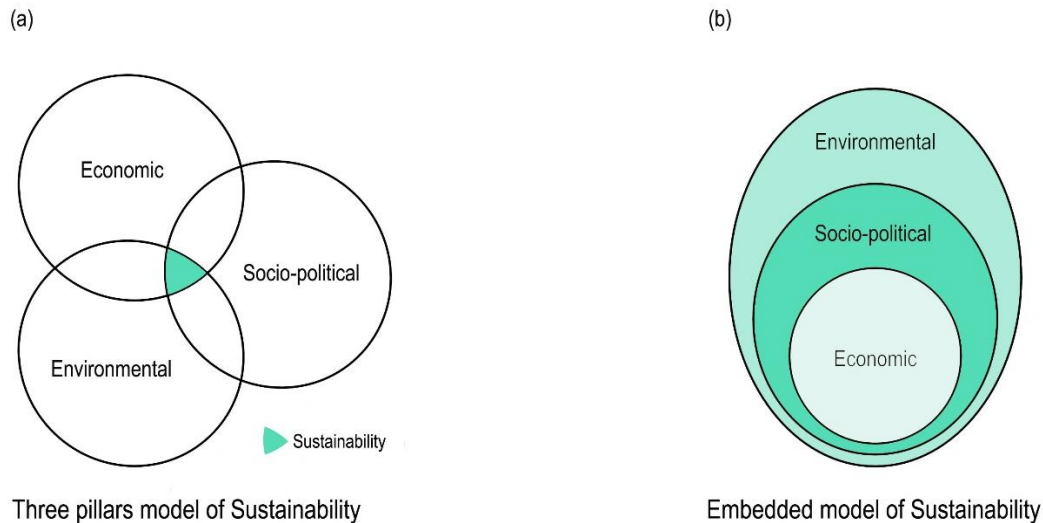 (a)
Economic
Socio-political
Environmental
Sustainability
Three pillars model of Sustainability
(b)
Environmental
Socio-political
Economic
Embedded model of Sustainability